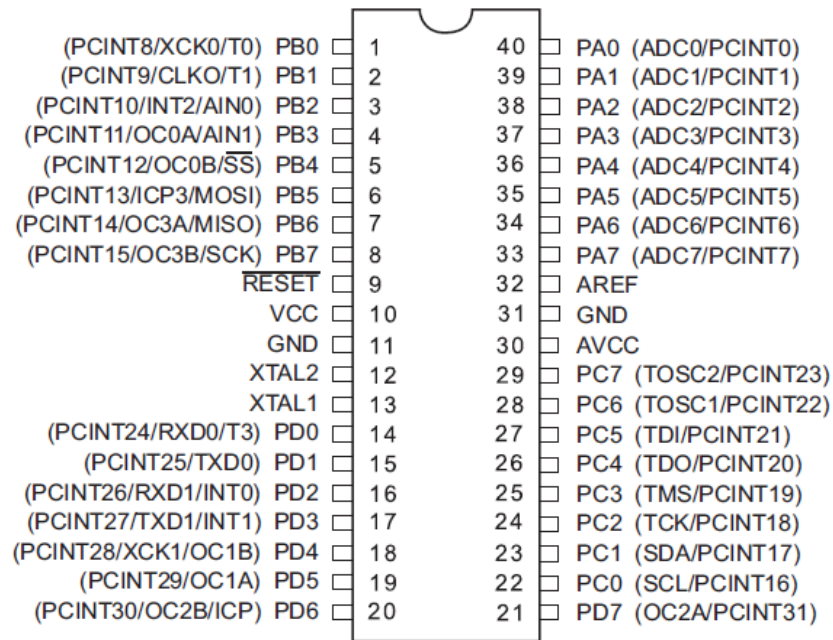 (PCINT8/XCK0/T0) PB0 1 40 PA0 (ADC0/PCINT0)
(PCINT9/CLKO/T1) PB1 2 39 PA1 (ADC1/PCINT1)
(PCINT10/INT2/AIN0) PB2 3 38 PA2 (ADC2/PCINT2)
(PCINT11/OC0A/AIN1) PB3 4 37 PA3 (ADC3/PCINT3)
(PCINT12/OC0B/S̅S̅) PB4 5 36 PA4 (ADC4/PCINT4)
(PCINT13/ICP3/MOSI) PB5 6 35 PA5 (ADC5/PCINT5)
(PCINT14/OC3A/MISO) PB6 7 34 PA6 (ADC6/PCINT6)
(PCINT15/OC3B/SCK) PB7 8 33 PA7 (ADC7/PCINT7)
R̅E̅S̅E̅T̅ 9 32 AREF
VCC 10 31 GND
GND 11 30 AVCC
XTAL2 12 29 PC7 (TOSC2/PCINT23)
XTAL1 13 28 PC6 (TOSC1/PCINT22)
(PCINT24/RXD0/T3) PD0 14 27 PC5 (TDI/PCINT21)
(PCINT25/TXD0) PD1 15 26 PC4 (TDO/PCINT20)
(PCINT26/RXD1/INT0) PD2 16 25 PC3 (TMS/PCINT19)
(PCINT27/TXD1/INT1) PD3 17 24 PC2 (TCK/PCINT18)
(PCINT28/XCK1/OC1B) PD4 18 23 PC1 (SDA/PCINT17)
(PCINT29/OC1A) PD5 19 22 PC0 (SCL/PCINT16)
(PCINT30/OC2B/ICP) PD6 20 21 PD7 (OC2A/PCINT31)